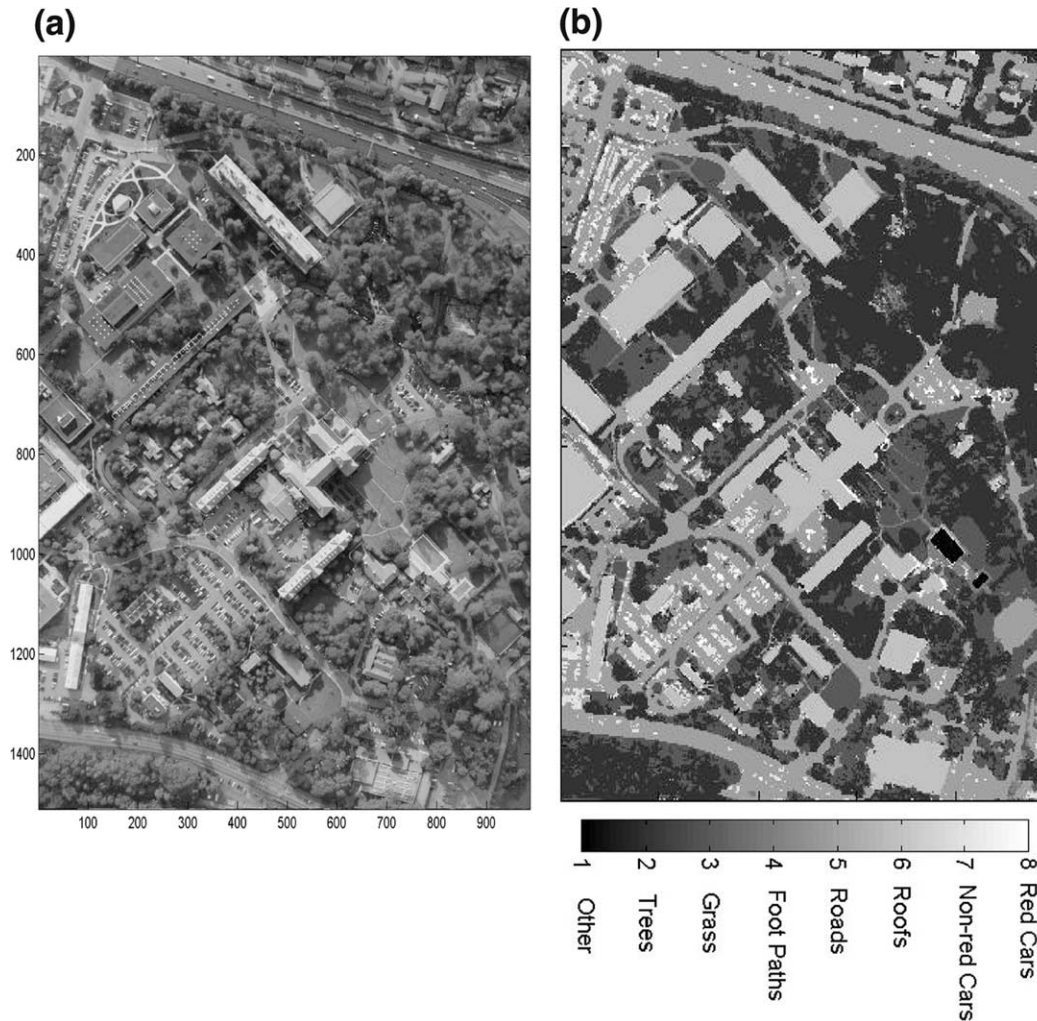 (a)
(b)
200
400
600
800
1000
1200
1400
100 200 300 400 500 600 700 800 900
1 2 3 4 5 6 7 8
Other
Trees
Grass
Foot Paths
Roads
Roofs
Non-red Cars
Red Cars